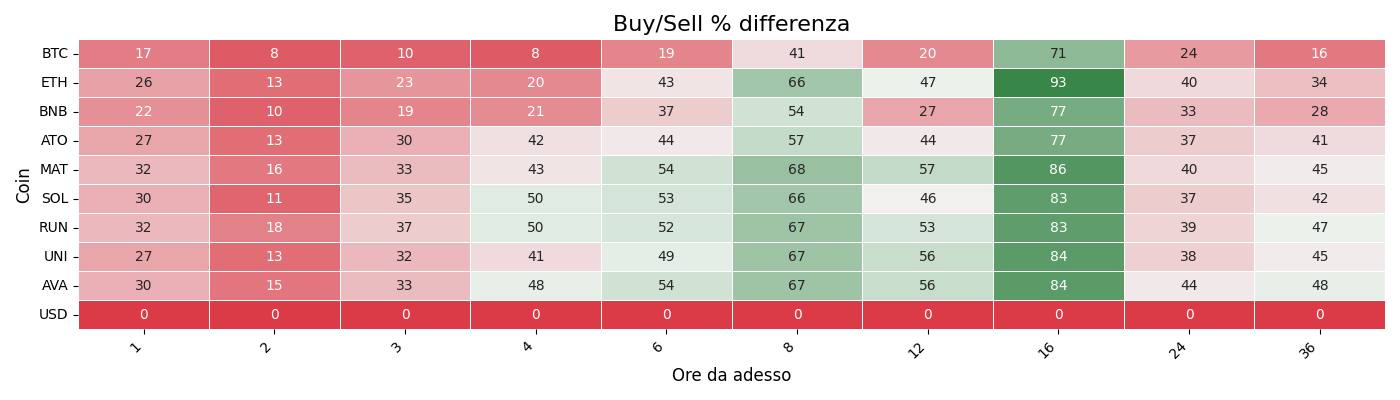 Buy/Sell % differenza
Coin
BTC 17 8 10 8 19 41 20 71 24 16
ETH 26 13 23 20 43 66 47 93 40 34
BNB 22 10 19 21 37 54 27 77 33 28
ATO 27 13 30 42 44 57 44 77 37 41
MAT 32 16 33 43 54 68 57 86 40 45
SOL 30 11 35 50 53 66 46 83 37 42
RUN 32 18 37 50 52 67 53 83 39 47
UNI 27 13 32 41 49 67 56 84 38 45
AVA 30 15 33 48 54 67 56 84 44 48
USD 0 0 0 0 0 0 0 0 0 0
1 2 3 4 6 8 12 16 24 36
Ore da adesso